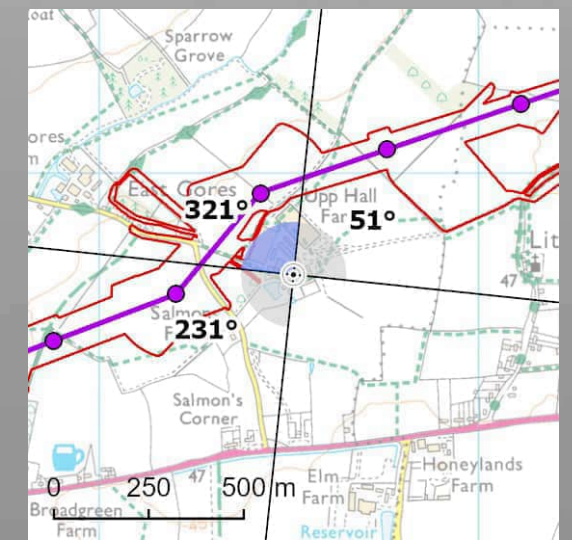 oat
Sparrow
Grove
ores
m
East Gores
Upp Hall
Far
321°
51°
Lit
47
Salmon
F
231°
Salmon's
Corner
47
Honeylands
Farm
Elm
Farm
0 250 500 m
Broadgreen
Farm
Reservoir